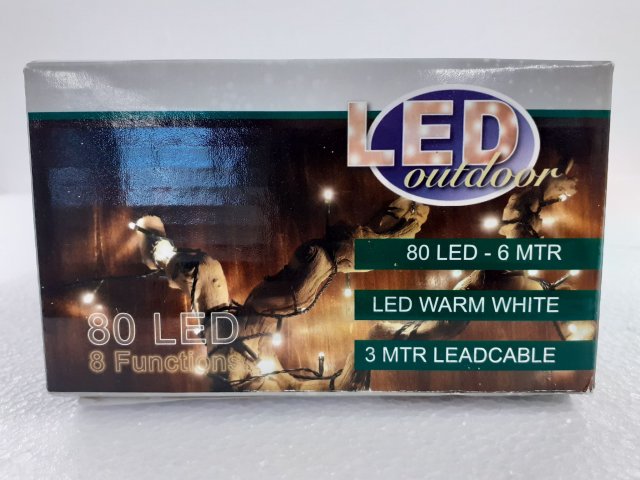 LED
outdoor
80 LED - 6 MTR
LED WARM WHITE
3 MTR LEADCABLE
80 LED
8 Functions